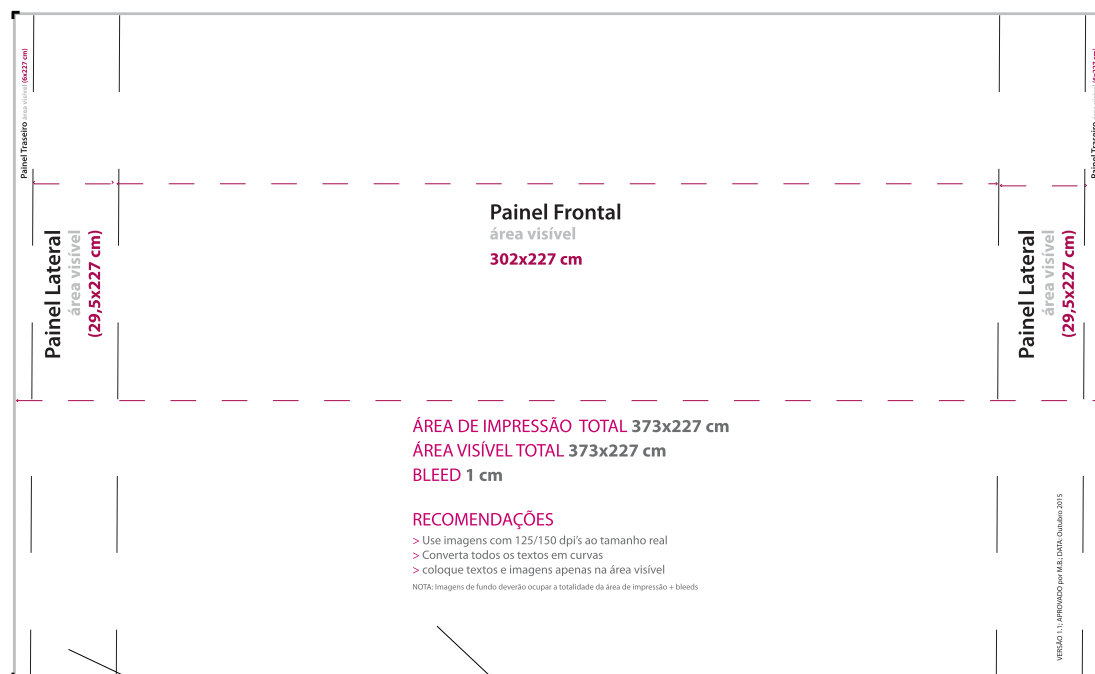 Painel Traseiro área visível (6x227 cm)
Painel Lateral
área visível
(29,5x227 cm)
Painel Frontal
área visível
302x227 cm
Painel Lateral
área visível
(29,5x227 cm)
ÁREA DE IMPRESSÃO TOTAL 373x227 cm
ÁREA VISÍVEL TOTAL 373x227 cm
BLEED 1 cm
RECOMENDAÇÕES
> Use imagens com 125/150 dpi's ao tamanho real
> Converta todos os textos em curvas
> coloque textos e imagens apenas na área visível
NOTA: Imagens de fundo deverão ocupar a totalidade da área de impressão + bleeds
VERSÃO 1.1; APROVADO por M.B.; DATA: Outubro 2015